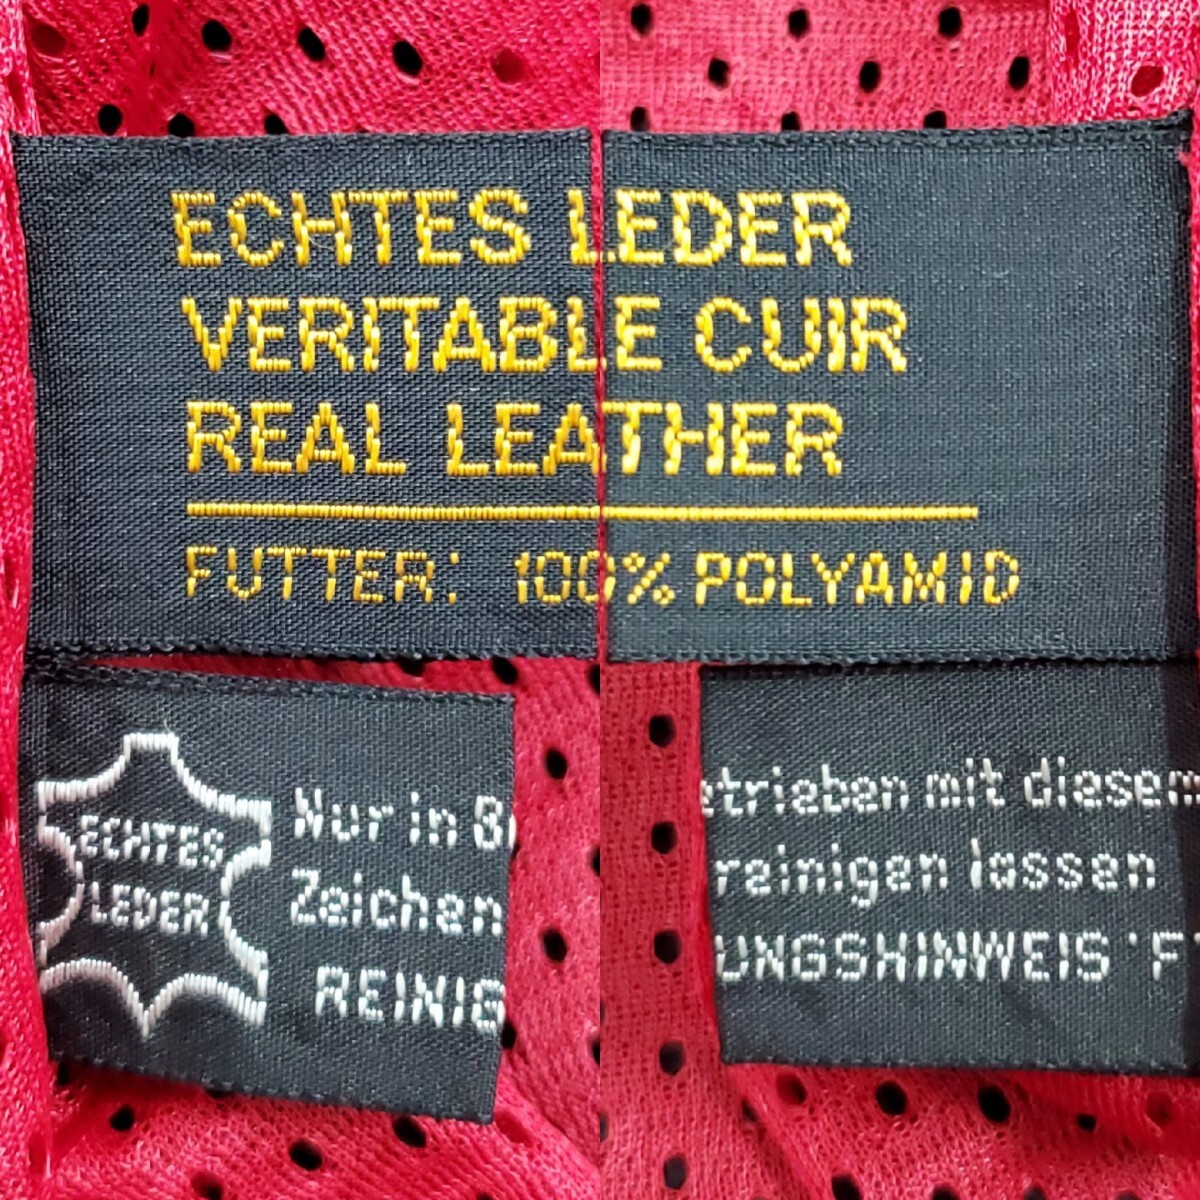 ECHTES LEDER
VERITABLE CUIR
REAL LEATHER
FUTTER: 100% POLYAMID
ECHTES
LEDER
Nur in B etrieben mit diesem
Zeichen reinigen lassen
REINIG UNGSHINWEIS 'F